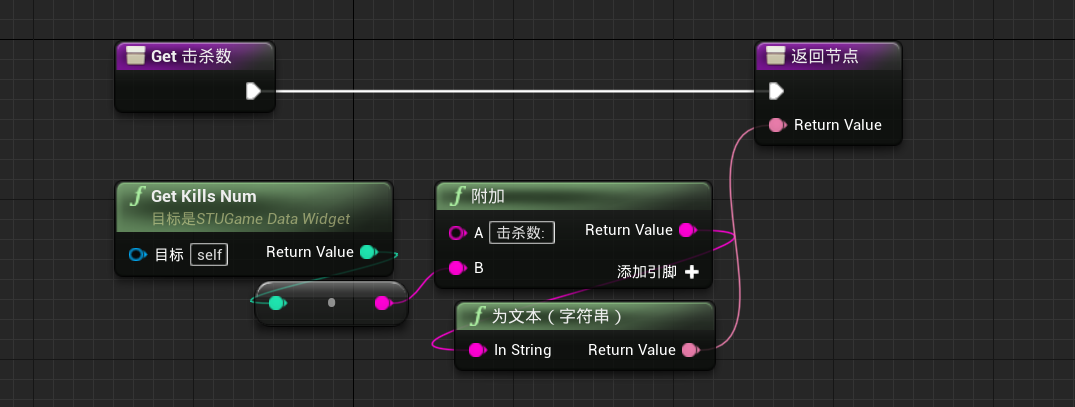 Get 击杀数
返回节点
Return Value
Get Kills Num
目标是STUGame Data Widget
目标 self
Return Value
附加
A 击杀数:
Return Value
B
添加引脚
为文本 ( 字符串 )
In String
Return Value